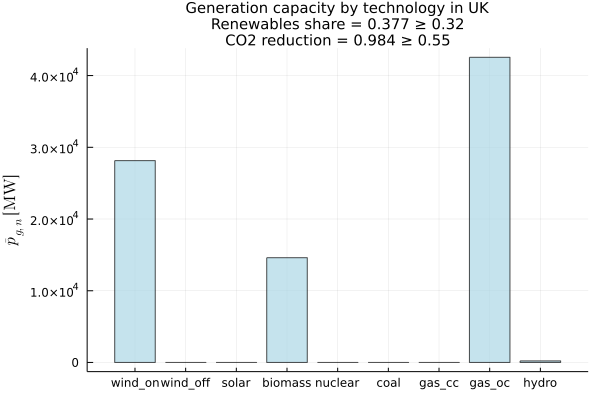 Generation capacity by technology in UK
Renewables share = 0.377 ≥ 0.32
CO2 reduction = 0.984 ≥ 0.55
4.0×10⁴
3.0×10⁴
2.0×10⁴
1.0×10⁴
0
p̄_{g,n} [MW]
wind_on wind_off solar biomass nuclear coal gas_cc gas_oc hydro